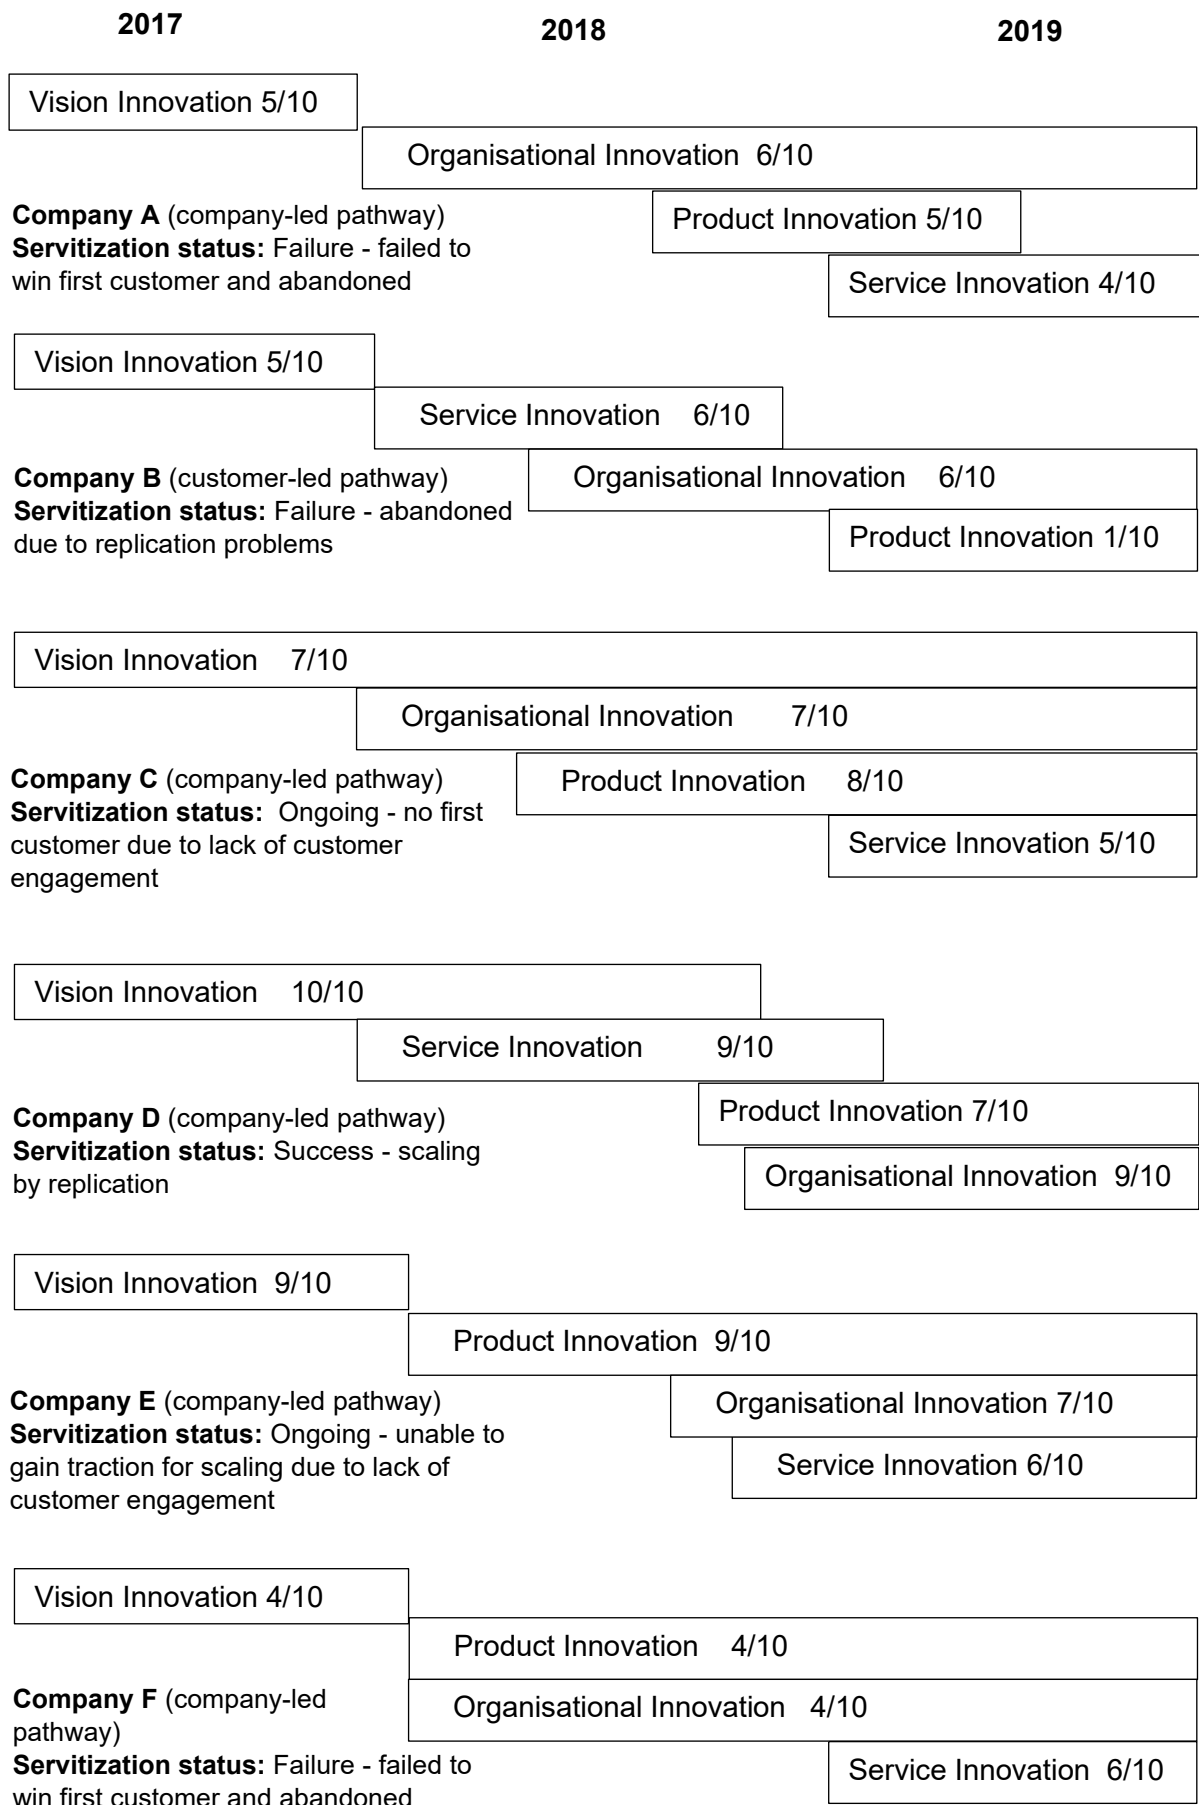 2017 2018 2019
Vision Innovation 5/10
Organisational Innovation 6/10
Product Innovation 5/10
Service Innovation 4/10
Company A (company-led pathway)
Servitization status: Failure - failed to
win first customer and abandoned
Vision Innovation 5/10
Service Innovation 6/10
Organisational Innovation 6/10
Product Innovation 1/10
Company B (customer-led pathway)
Servitization status: Failure - abandoned
due to replication problems
Vision Innovation 7/10
Organisational Innovation 7/10
Product Innovation 8/10
Service Innovation 5/10
Company C (company-led pathway)
Servitization status: Ongoing - no first
customer due to lack of customer
engagement
Vision Innovation 10/10
Service Innovation 9/10
Product Innovation 7/10
Organisational Innovation 9/10
Company D (company-led pathway)
Servitization status: Success - scaling
by replication
Vision Innovation 9/10
Product Innovation 9/10
Organisational Innovation 7/10
Service Innovation 6/10
Company E (company-led pathway)
Servitization status: Ongoing - unable to
gain traction for scaling due to lack of
customer engagement
Vision Innovation 4/10
Product Innovation 4/10
Organisational Innovation 4/10
Service Innovation 6/10
Company F (company-led
pathway)
Servitization status: Failure - failed to
win first customer and abandoned